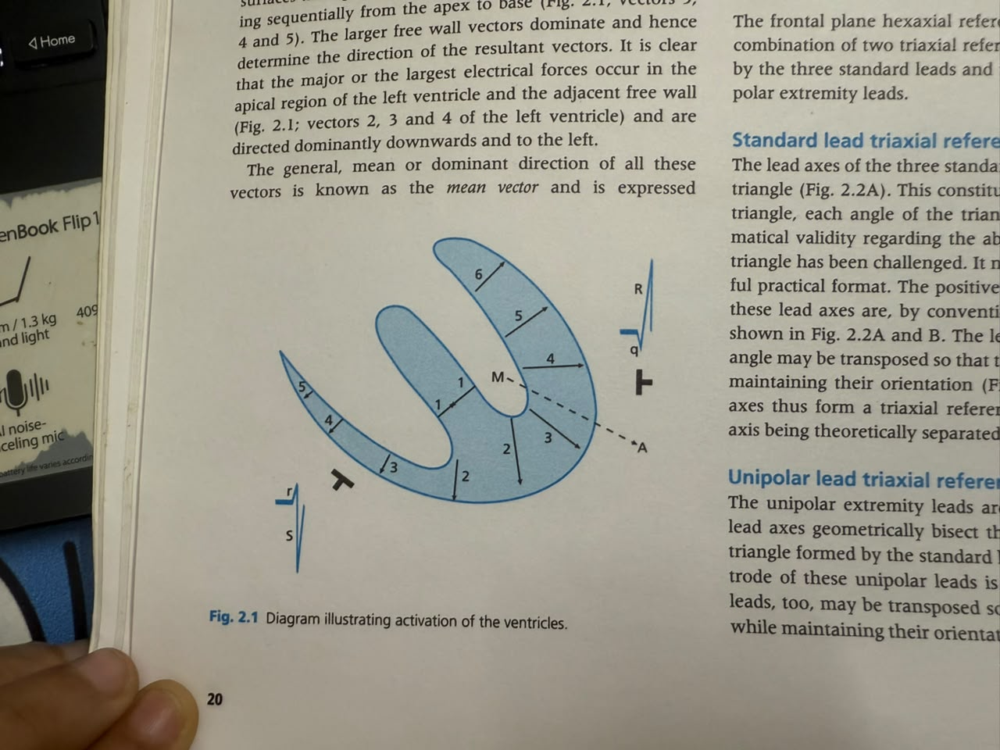 ing sequentially from the apex to base (Fig. 2.1, vectors 3,
4 and 5). The larger free wall vectors dominate and hence
determine the direction of the resultant vectors. It is clear
that the major or the largest electrical forces occur in the
apical region of the left ventricle and the adjacent free wall
(Fig. 2.1; vectors 2, 3 and 4 of the left ventricle) and are
directed dominantly downwards and to the left.
The general, mean or dominant direction of all these
vectors is known as the mean vector and is expressed
6
5
4
M
1
1
5
4
3
2
2
3
A
R
q
r
S
Fig. 2.1 Diagram illustrating activation of the ventricles.
20
The frontal plane hexaxial refere
combination of two triaxial refer
by the three standard leads and
polar extremity leads.
Standard lead triaxial refere
The lead axes of the three standa
triangle (Fig. 2.2A). This constitu
triangle, each angle of the trian
matical validity regarding the ab
triangle has been challenged. It n
ful practical format. The positive
these lead axes are, by conventi
shown in Fig. 2.2A and B. The le
angle may be transposed so that t
maintaining their orientation (Fi
axes thus form a triaxial referen
axis being theoretically separated
Unipolar lead triaxial referen
The unipolar extremity leads are
lead axes geometrically bisect th
triangle formed by the standard l
trode of these unipolar leads is
leads, too, may be transposed so
while maintaining their orientat
Home
enBook Flip 1
m / 1.3 kg
409
nd light
l noise-
celing mic
battery life varies accordin